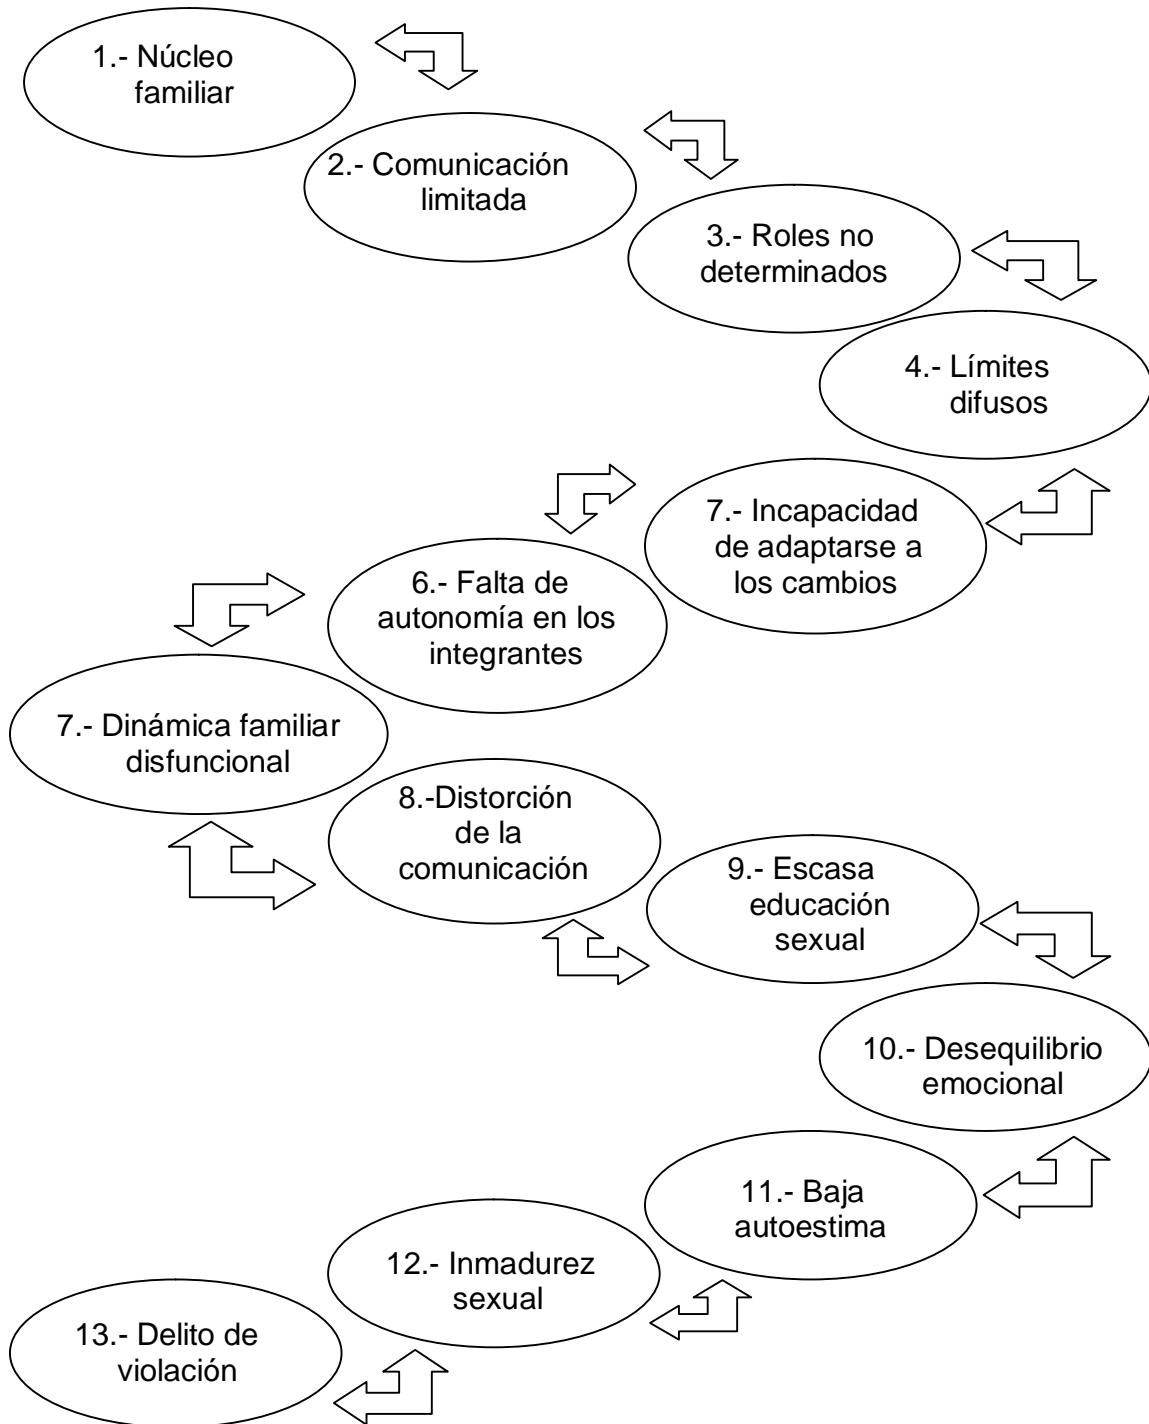 1.- Núcleo
familiar
2.- Comunicación
limitada
3.- Roles no
determinados
4.- Límites
difusos
7.- Incapacidad
de adaptarse a
los cambios
6.- Falta de
autonomía en los
integrantes
7.- Dinámica familiar
disfuncional
8.-Distorción
de la
comunicación
9.- Escasa
educación
sexual
10.- Desequilibrio
emocional
11.- Baja
autoestima
12.- Inmadurez
sexual
13.- Delito de
violación